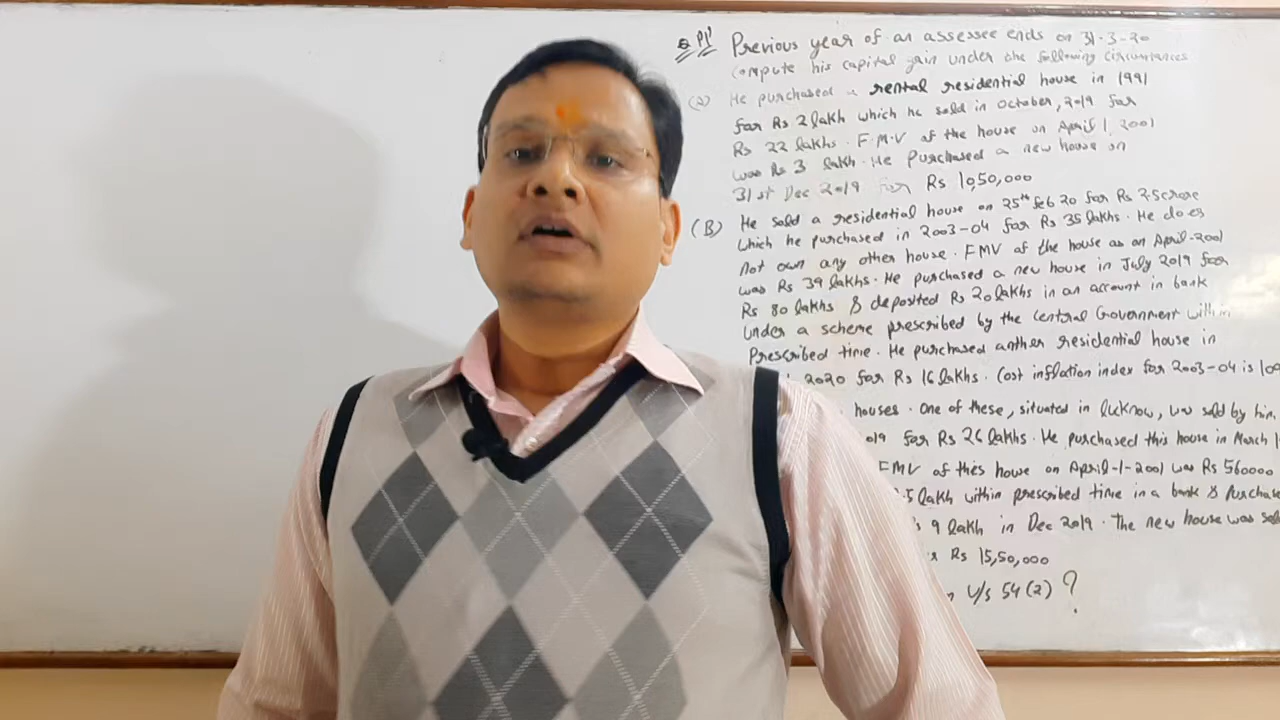 Previous year of an assessee ends on 31-3-20
Compute his capital gain under the following circumstances
(a) He purchased a rental residential house in 1991
for Rs 2 lakh which he sold in October, 2019 for
Rs 22 lakhs. F.M.V of the house on April 1, 2001
was Rs 3 lakh. He purchased a new house on
31st Dec 2019 for Rs 10,50,000
(B) He sold a residential house on 25th Feb 20 for Rs 2.5 crore
which he purchased in 2003-04 for Rs 35 lakhs. He does
not own any other house. FMV of the house as on April-2001
was Rs 39 lakhs. He purchased a new house in July 2019 for
Rs 80 lakhs & deposited Rs 20 lakhs in an account in bank
under a scheme prescribed by the Central Government within
Prescribed time. He purchased anther residential house in
2020 for Rs 16 lakhs. Cost inflation index for 2003-04 is 109
houses. One of these, situated in lucknow, was sold by him
019 for Rs 26 lakhs. He purchased this house in March 1
FMV of this house on April-1-2001 was Rs 560000
.5 lakh within prescribed time in a bank & purchase
9 lakh in Dec 2019. The new house was sol
Rs 15,50,000
u/s 54(2) ?